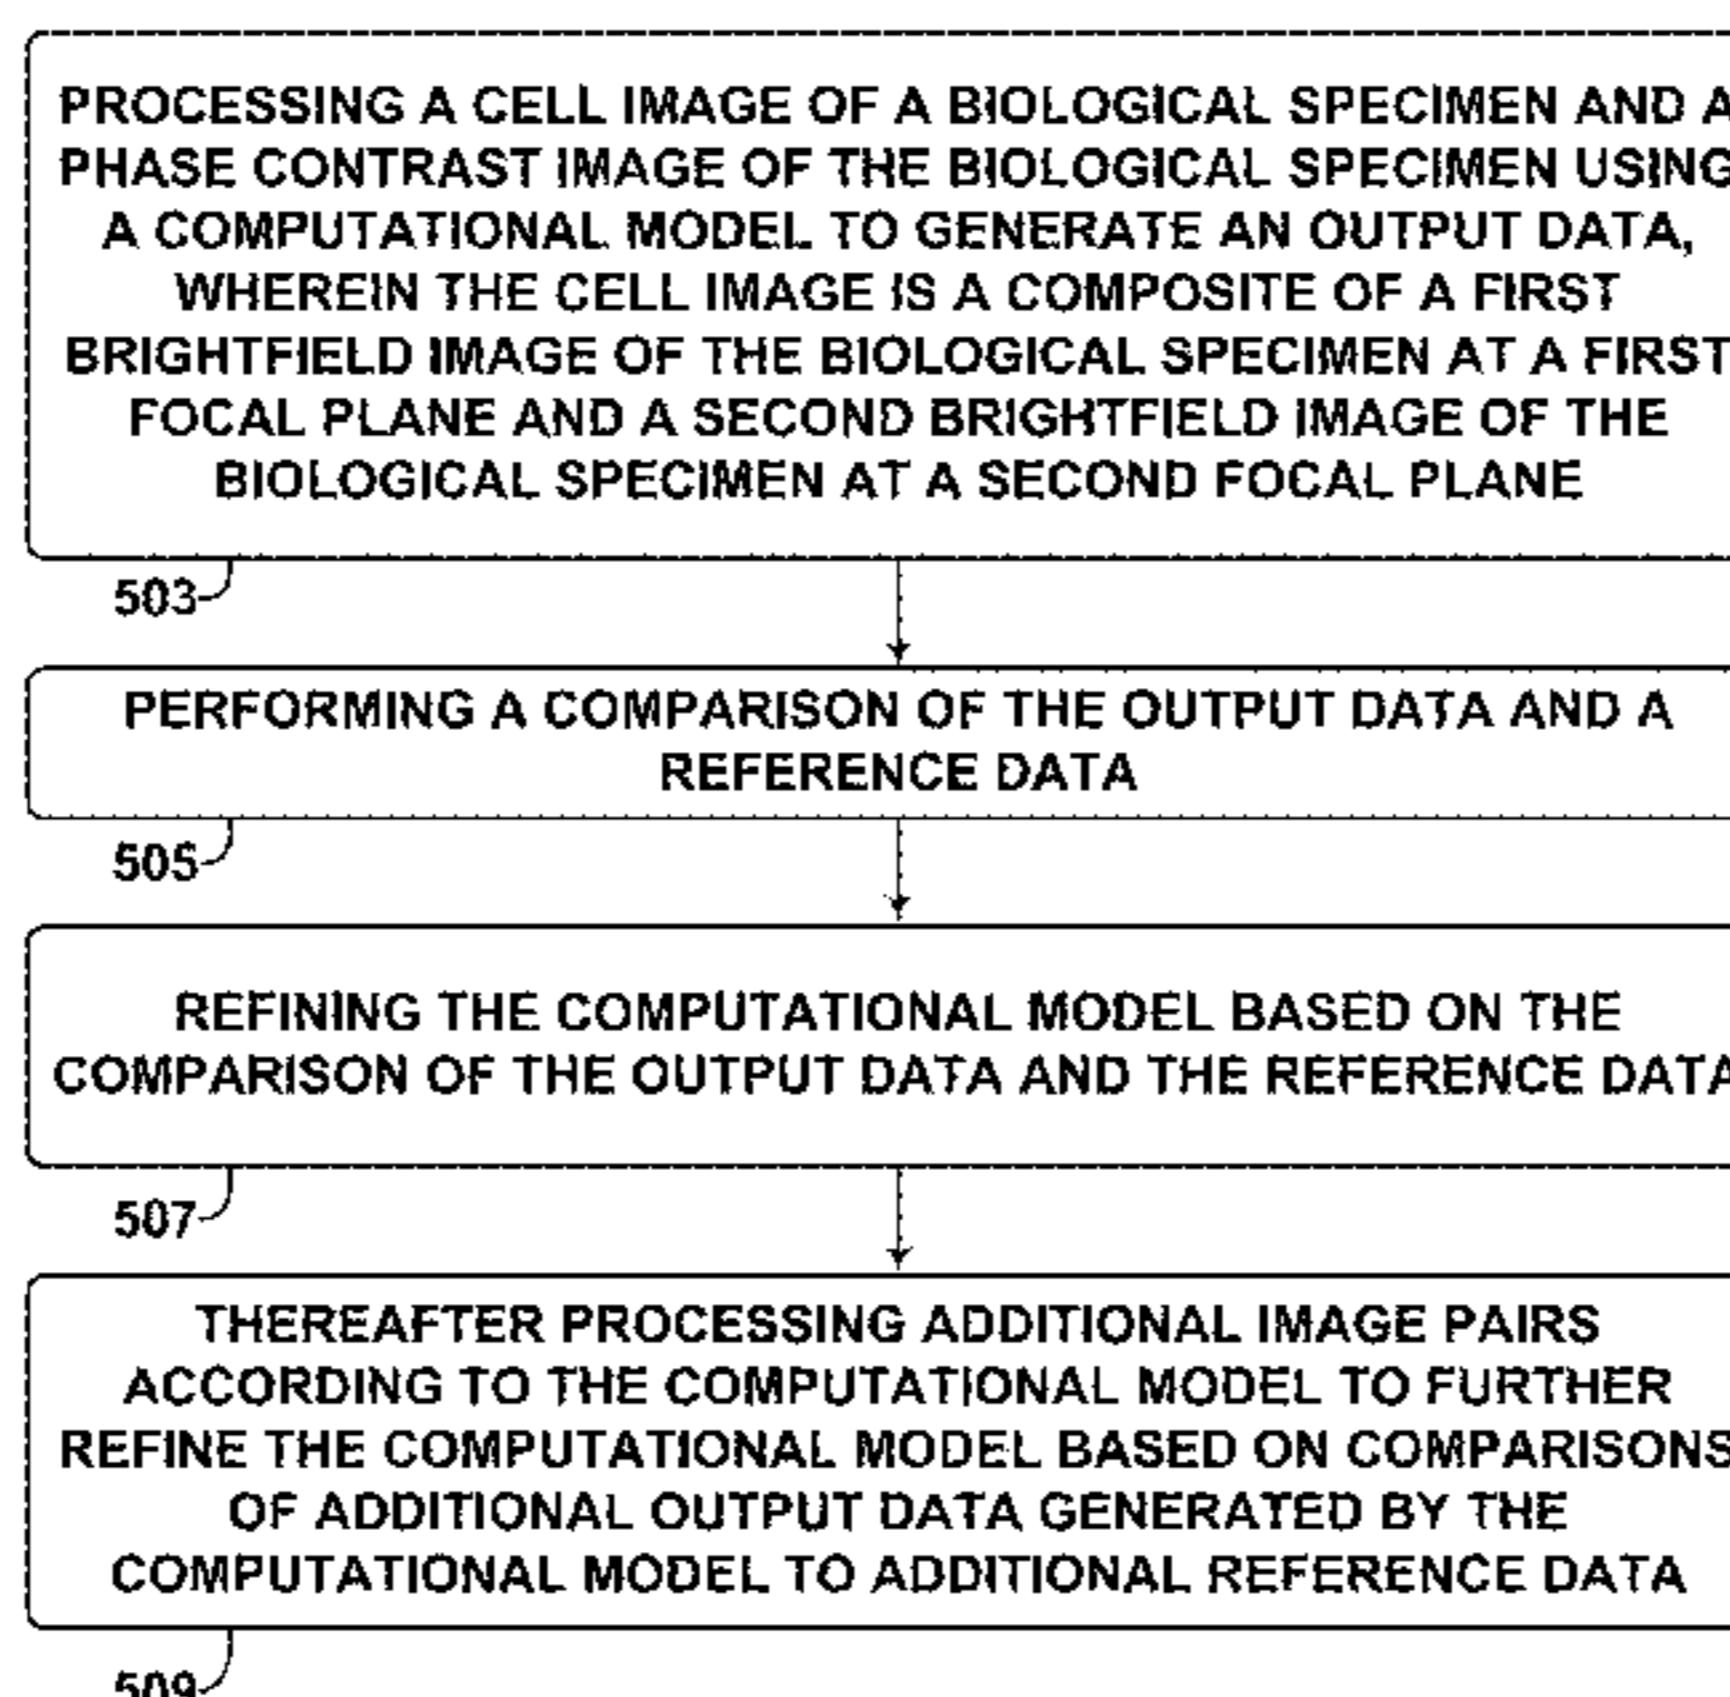 PROCESSING A CELL IMAGE OF A BIOLOGICAL SPECIMEN AND A
PHASE CONTRAST IMAGE OF THE BIOLOGICAL SPECIMEN USING
A COMPUTATIONAL MODEL TO GENERATE AN OUTPUT DATA,
WHEREIN THE CELL IMAGE IS A COMPOSITE OF A FIRST
BRIGHTFIELD IMAGE OF THE BIOLOGICAL SPECIMEN AT A FIRST
FOCAL PLANE AND A SECOND BRIGHTFIELD IMAGE OF THE
BIOLOGICAL SPECIMEN AT A SECOND FOCAL PLANE
503
PERFORMING A COMPARISON OF THE OUTPUT DATA AND A
REFERENCE DATA
505
REFINING THE COMPUTATIONAL MODEL BASED ON THE
COMPARISON OF THE OUTPUT DATA AND THE REFERENCE DATA
507
THEREAFTER PROCESSING ADDITIONAL IMAGE PAIRS
ACCORDING TO THE COMPUTATIONAL MODEL TO FURTHER
REFINE THE COMPUTATIONAL MODEL BASED ON COMPARISONS
OF ADDITIONAL OUTPUT DATA GENERATED BY THE
COMPUTATIONAL MODEL TO ADDITIONAL REFERENCE DATA
509